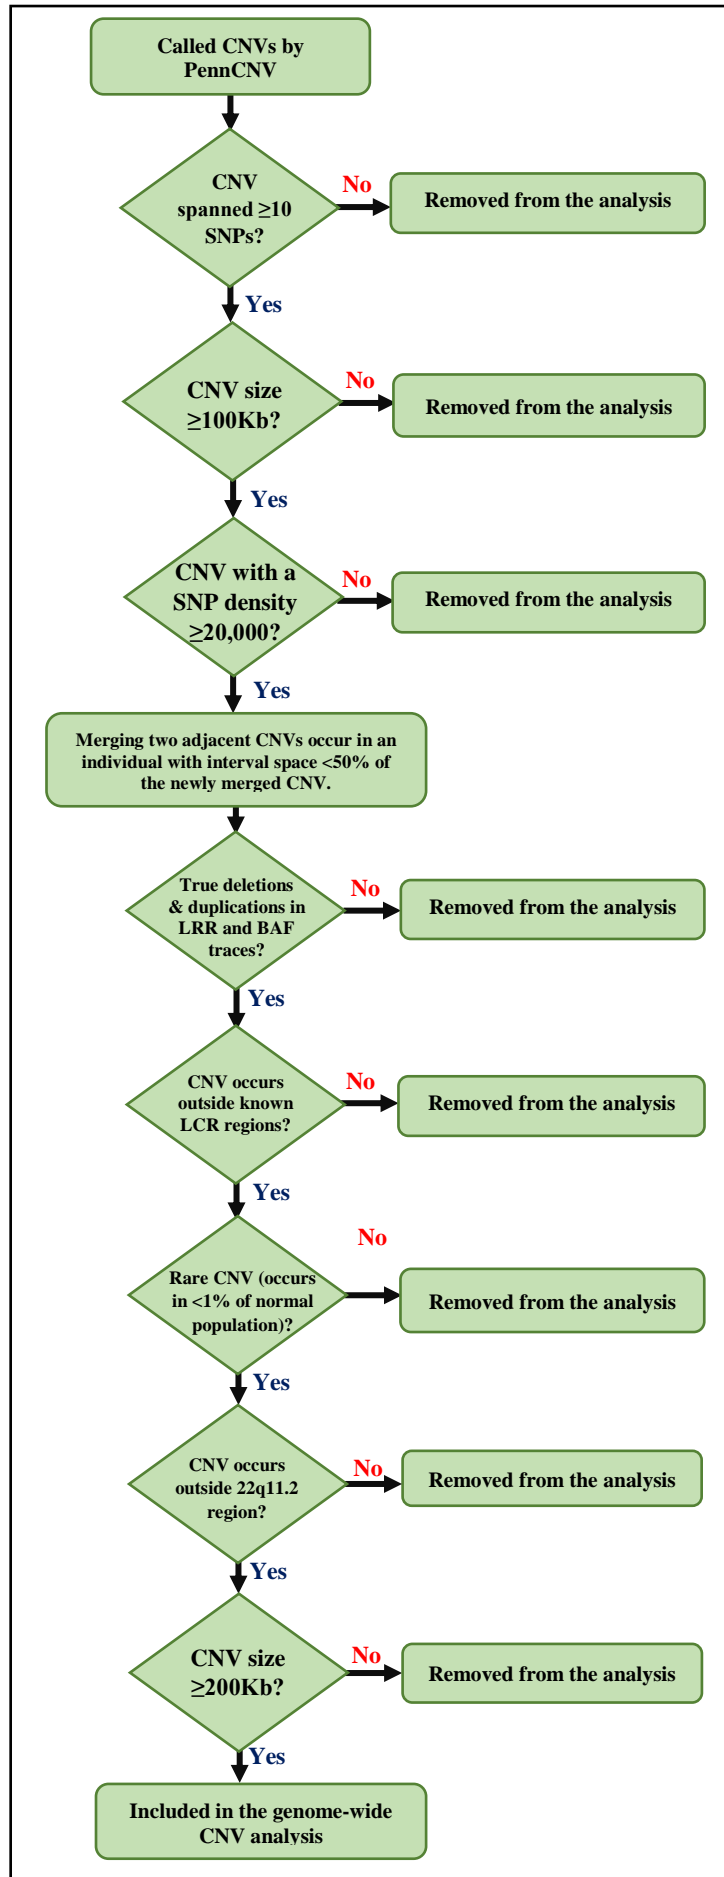 Called CNVs by
PennCNV
CNV
spanned ≥10
SNPs?
No
Removed from the analysis
Yes
CNV size
≥100Kb?
No
Removed from the analysis
Yes
CNV with a
SNP density
≥20,000?
No
Removed from the analysis
Yes
Merging two adjacent CNVs occur in an
individual with interval space <50% of
the newly merged CNV.
True deletions
& duplications in
LRR and BAF
traces?
No
Removed from the analysis
Yes
CNV occurs
outside known
LCR regions?
No
Removed from the analysis
Yes
Rare CNV (occurs
in <1% of normal
population)?
No
Removed from the analysis
Yes
CNV occurs
outside 22q11.2
region?
No
Removed from the analysis
Yes
CNV size
≥200Kb?
No
Removed from the analysis
Yes
Included in the genome-wide
CNV analysis